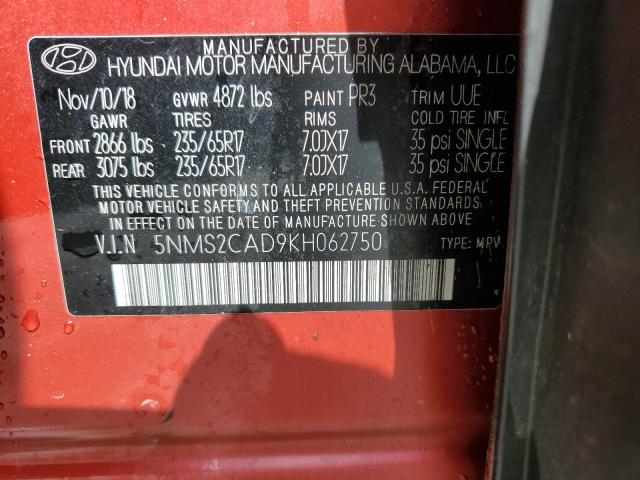 MANUFACTURED BY
HYUNDAI MOTOR MANUFACTURING ALABAMA, LLC
Nov/10/18 GVWR 4872 lbs PAINT PR3 TRIM UUE
GAWR TIRES RIMS COLD TIRE INFL
FRONT 2866 lbs 235/65R17 7.0JX17 35 psi SINGLE
REAR 3075 lbs 235/65R17 7.0JX17 35 psi SINGLE
THIS VEHICLE CONFORMS TO ALL APPLICABLE U.S.A. FEDERAL
MOTOR VEHICLE SAFETY AND THEFT PREVENTION STANDARDS
IN EFFECT ON THE DATE OF MANUFACTURE SHOWN ABOVE.
V.I.N 5NMS2CAD9KH062750 TYPE: MPV